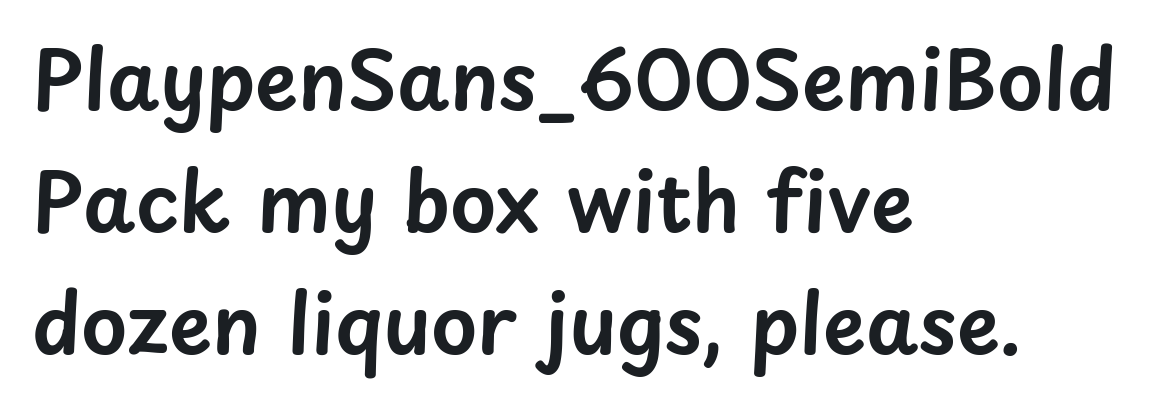 PlaypenSans_600SemiBold
Pack my box with five
dozen liquor jugs, please.